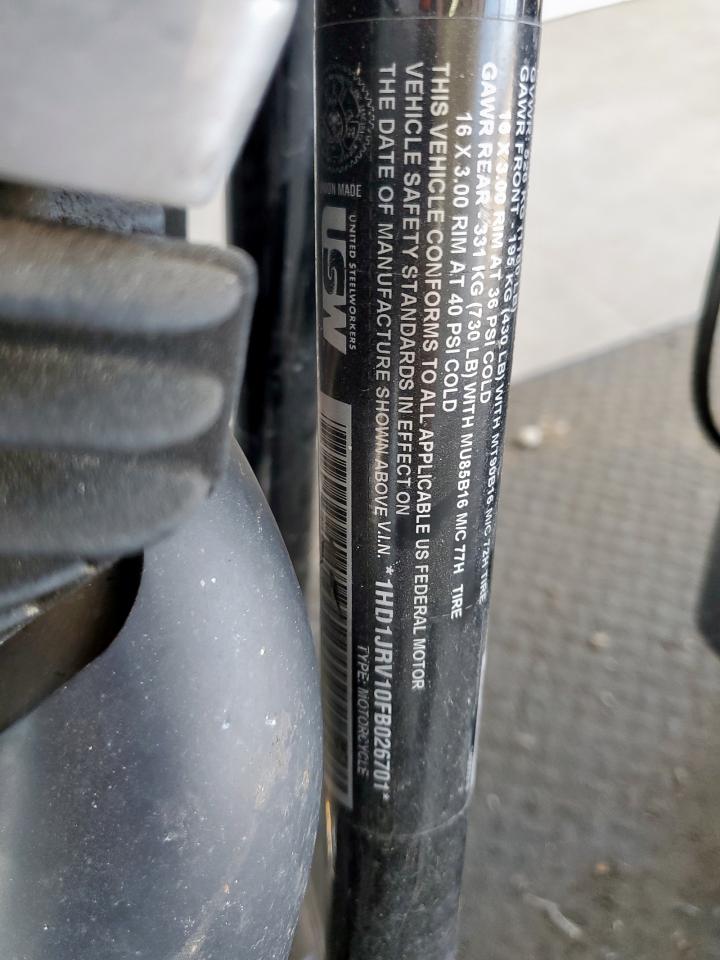 GAWR FRONT - 195 KG (430 LB) WITH MT90B16 M/C 72H TIRE
16 X 3.00 RIM AT 36 PSI COLD
GAWR REAR - 331 KG (730 LB) WITH MU85B16 M/C 77H TIRE
16 X 3.00 RIM AT 40 PSI COLD
THIS VEHICLE CONFORMS TO ALL APPLICABLE US FEDERAL MOTOR
VEHICLE SAFETY STANDARDS IN EFFECT ON
THE DATE OF MANUFACTURE SHOWN ABOVE V.I.N. *1HD1JRV10FB026701*
TYPE: MOTORCYCLE
UNION MADE
USW
UNITED STEELWORKERS